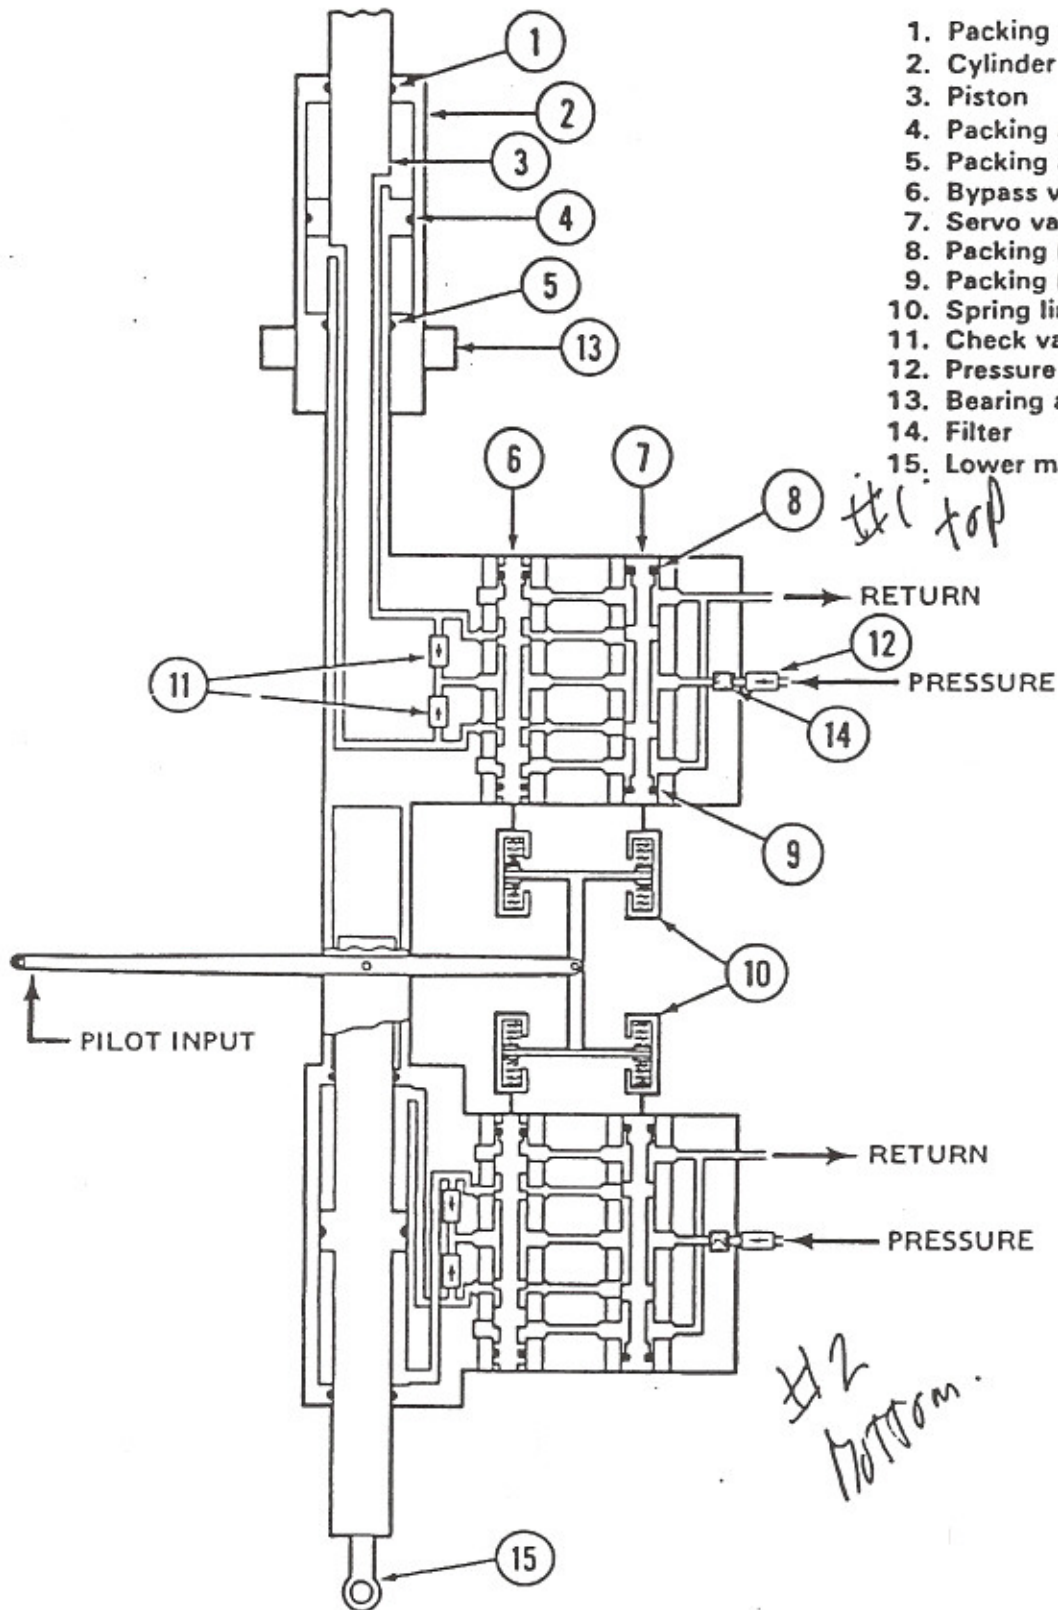 1. Packing
2. Cylinder
3. Piston
4. Packing
5. Packing
6. Bypass v
7. Servo va
8. Packing
9. Packing
10. Spring lin
11. Check va
12. Pressure
13. Bearing a
14. Filter
15. Lower m
#1 top
1
2
3
4
5
13
6
7
8
RETURN
12
PRESSURE
11
14
9
10
PILOT INPUT
RETURN
PRESSURE
#2
Bottom.
15